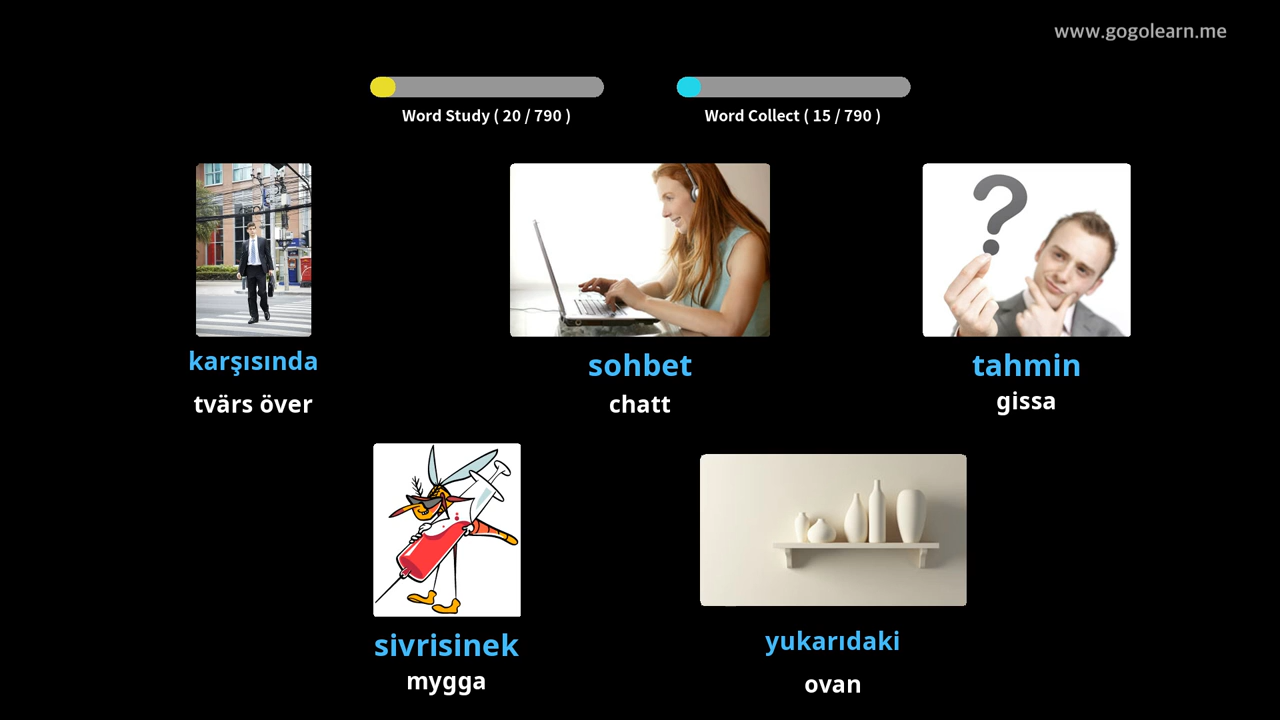 www.gogolearn.me
Word Study ( 20 / 790 )
Word Collect ( 15 / 790 )
karşısında
tvärs över
sohbet
chatt
tahmin
gissa
sivrisinek
mygga
yukarıdaki
ovan